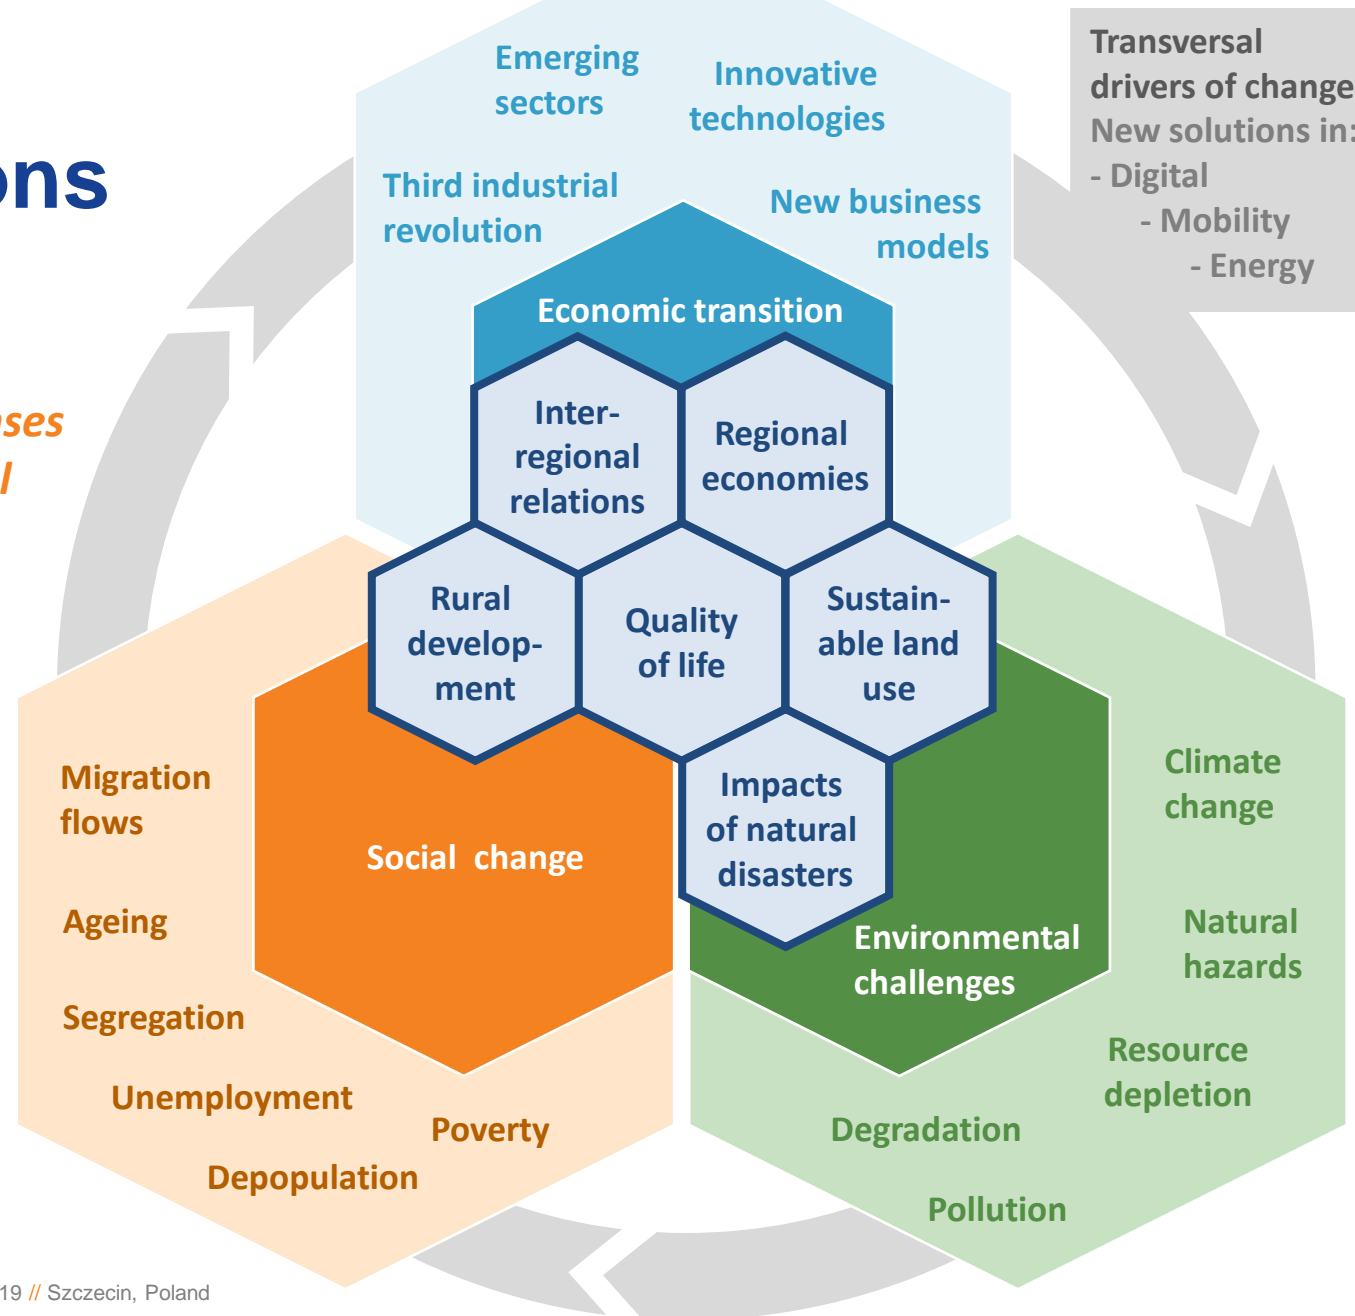 Emerging
sectors
Innovative
technologies
Third industrial
revolution
New business
models
Transversal
drivers of change
New solutions in:
- Digital
- Mobility
- Energy
ons
nses
l
Economic transition
Inter-
regional
relations
Regional
economies
Rural
develop-
ment
Quality
of life
Sustain-
able land
use
Impacts
of natural
disasters
Social change
Environmental
challenges
Migration
flows
Ageing
Segregation
Unemployment
Poverty
Depopulation
Climate
change
Natural
hazards
Resource
depletion
Degradation
Pollution
19 // Szczecin, Poland